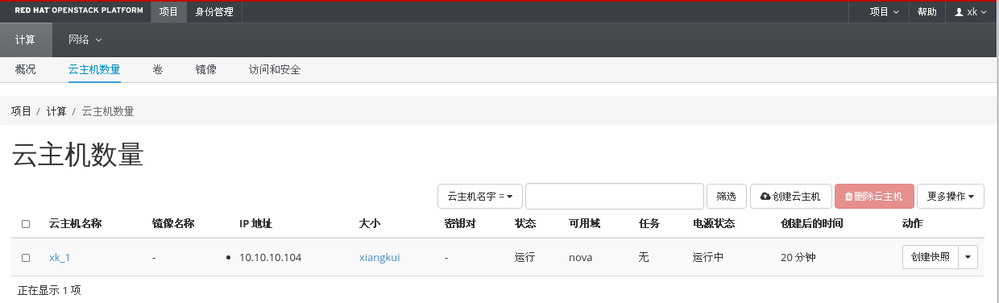 RED HAT OPENSTACK PLATFORM 项目 身份管理 项目 帮助 xk
计算 网络
概况 云主机数量 卷 镜像 访问和安全
项目 / 计算 / 云主机数量
云主机数量
云主机名字 = 筛选 创建云主机 删除云主机 更多操作
云主机名称 镜像名称 IP 地址 大小 密钥对 状态 可用域 任务 电源状态 创建后的时间 动作
xk_1 - 10.10.10.104 xiangkui - 运行 nova 无 运行中 20 分钟 创建快照
正在显示 1 项